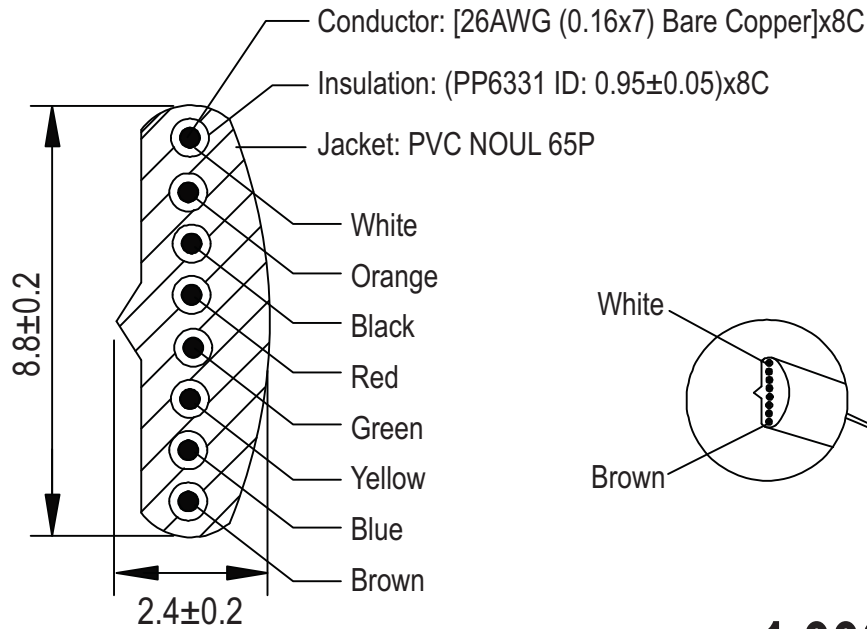 Conductor: [26AWG (0.16x7) Bare Copper]x8C
Insulation: (PP6331 ID: 0.95±0.05)x8C
Jacket: PVC NOUL 65P
White
Orange
Black
Red
Green
Yellow
Blue
Brown
8.8±0.2
2.4±0.2
White
Brown